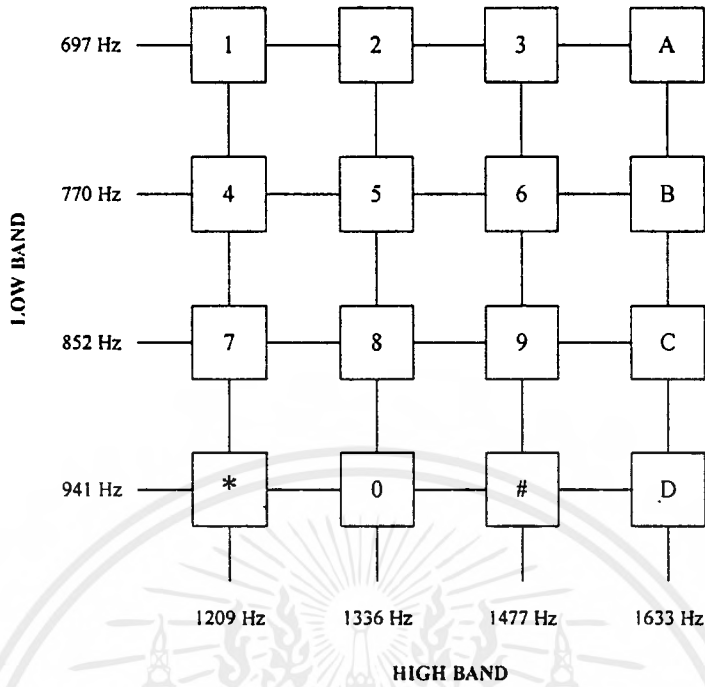 697 Hz 1 2 3 A
770 Hz 4 5 6 B
LOW BAND
852 Hz 7 8 9 C
941 Hz * 0 # D
1209 Hz 1336 Hz 1477 Hz 1633 Hz
HIGH BAND